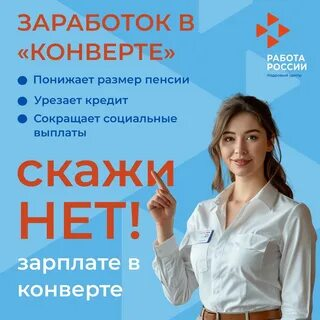 ЗАРАБОТОК В
«КОНВЕРТЕ»
Понижает размер пенсии
Урезает кредит
Сокращает социальные
выплаты
РАБОТА
РОССИИ
кадровый центр
скажи
НЕТ!
зарплате в
конверте